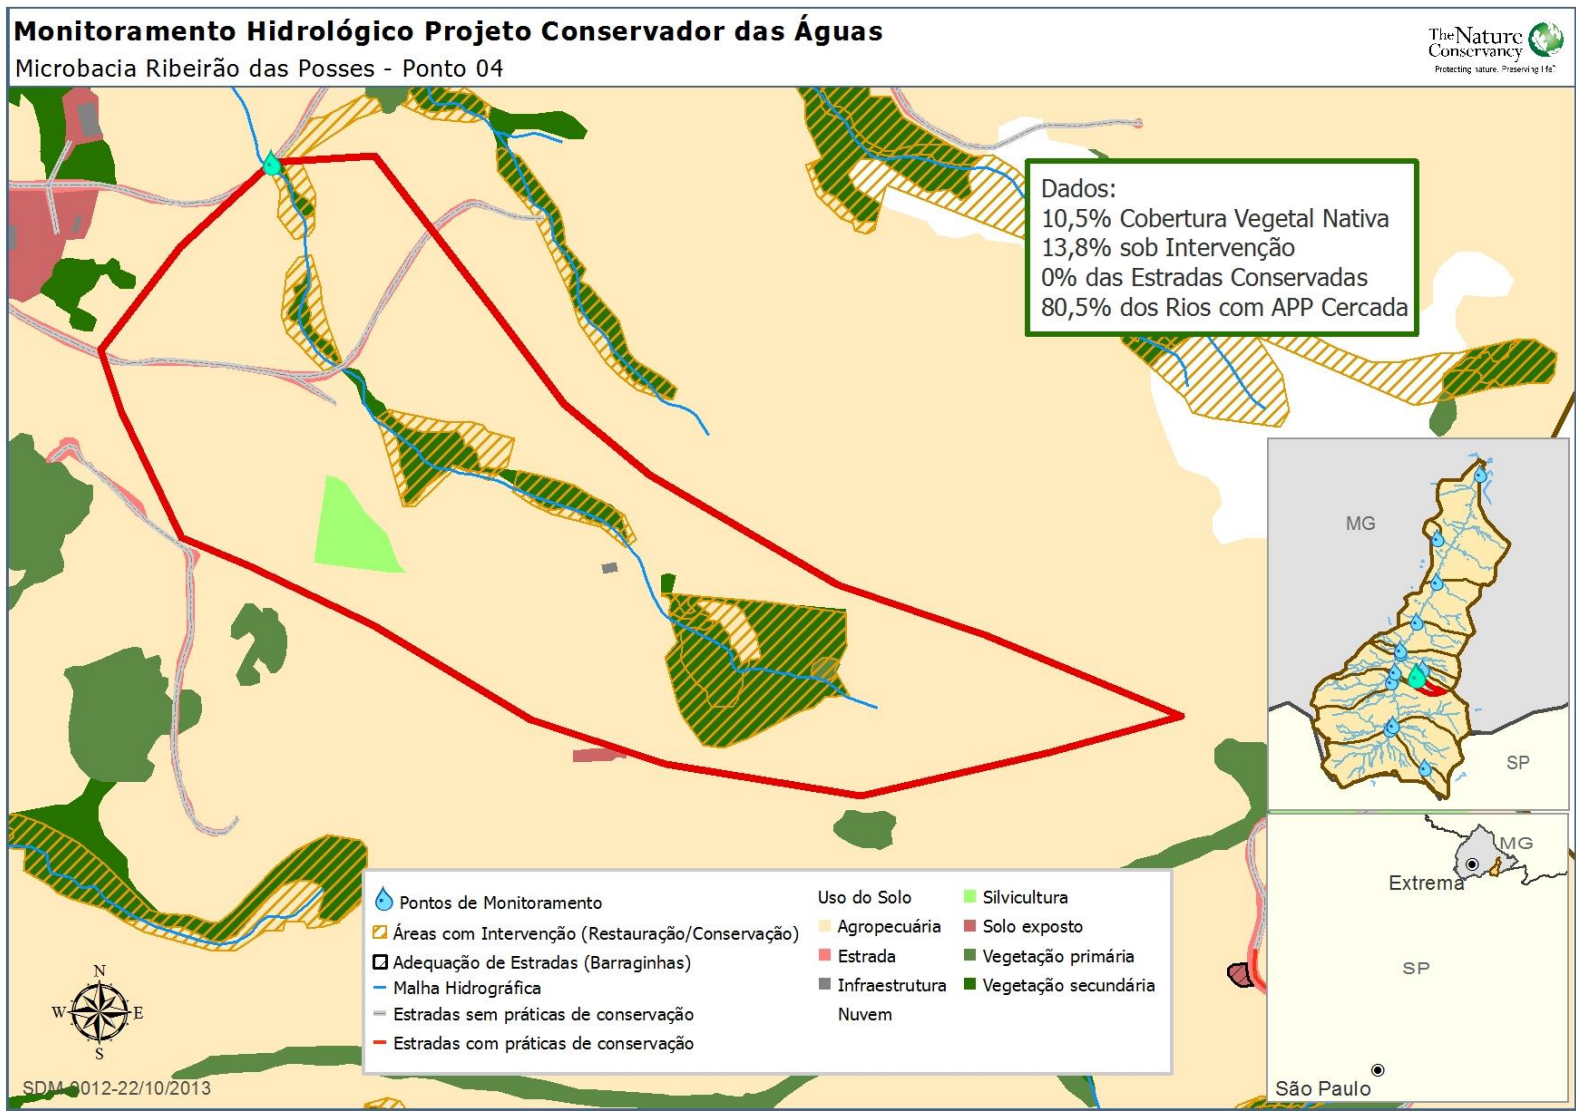 Monitoramento Hidrológico Projeto Conservador das Águas
Microbacia Ribeirão das Posses - Ponto 04
The Nature
Conservancy
Protecting nature. Preserving life.
Dados:
10,5% Cobertura Vegetal Nativa
13,8% sob Intervenção
0% das Estradas Conservadas
80,5% dos Rios com APP Cercada
MG
SP
MG
Extrema
SP
São Paulo
Pontos de Monitoramento
Áreas com Intervenção (Restauração/Conservação)
Adequação de Estradas (Barraginhas)
Malha Hidrográfica
Estradas sem práticas de conservação
Estradas com práticas de conservação
Uso do Solo
Agropecuária
Estrada
Infraestrutura
Nuvem
Silvicultura
Solo exposto
Vegetação primária
Vegetação secundária
N
W
E
S
SDM-0012-22/10/2013